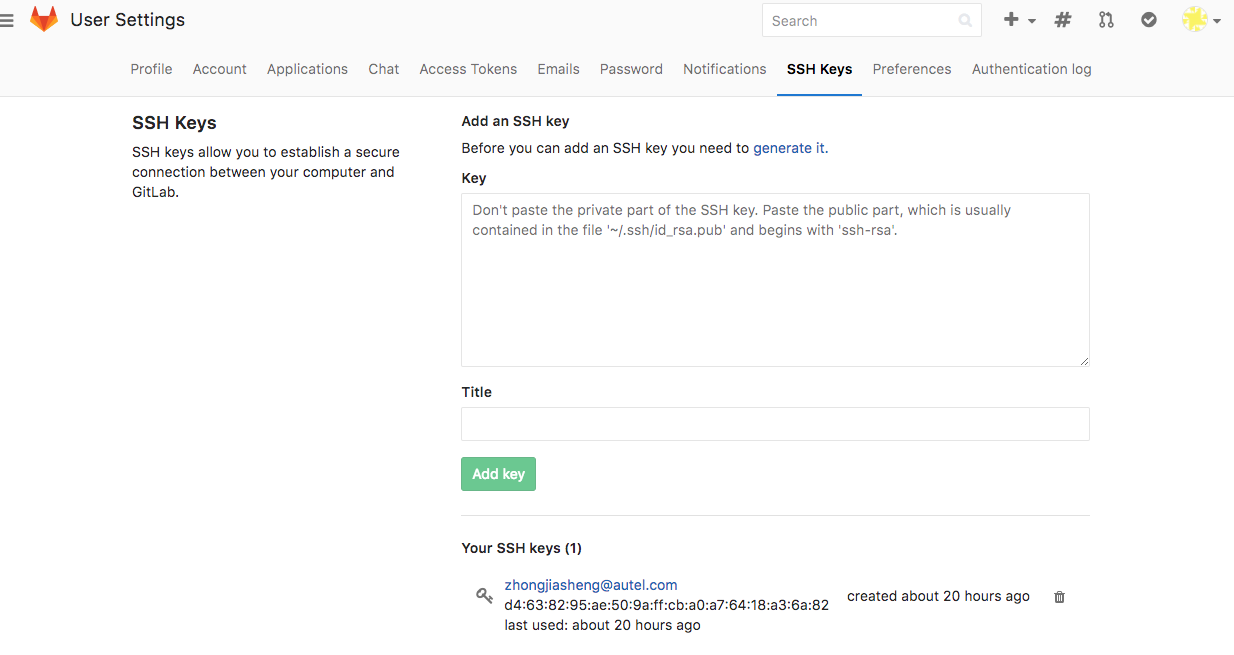 User Settings
Search
Profile Account Applications Chat Access Tokens Emails Password Notifications SSH Keys Preferences Authentication log
SSH Keys
SSH keys allow you to establish a secure
connection between your computer and
GitLab.
Add an SSH key
Before you can add an SSH key you need to generate it.
Key
Don't paste the private part of the SSH key. Paste the public part, which is usually
contained in the file '~/.ssh/id_rsa.pub' and begins with 'ssh-rsa'.
Title
Add key
Your SSH keys (1)
zhongjiasheng@autel.com
d4:63:82:95:ae:50:9a:ff:cb:a0:a7:64:18:a3:6a:82
last used: about 20 hours ago
created about 20 hours ago